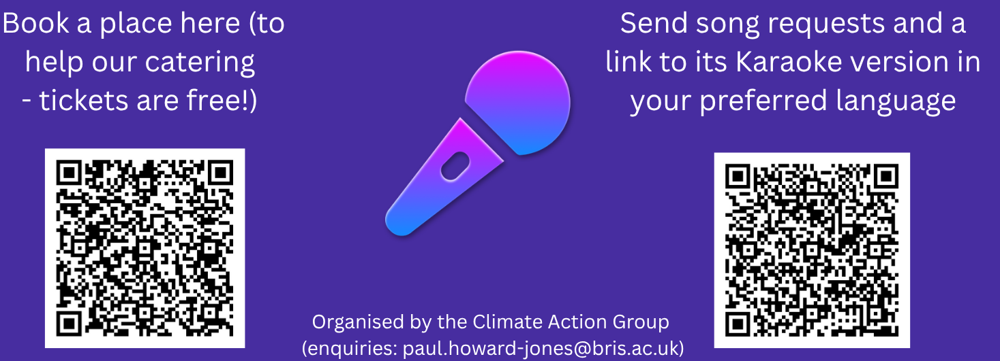 Book a place here (to
help our catering
- tickets are free!)
Send song requests and a
link to its Karaoke version in
your preferred language
Organised by the Climate Action Group
(enquiries: paul.howard-jones@bris.ac.uk)